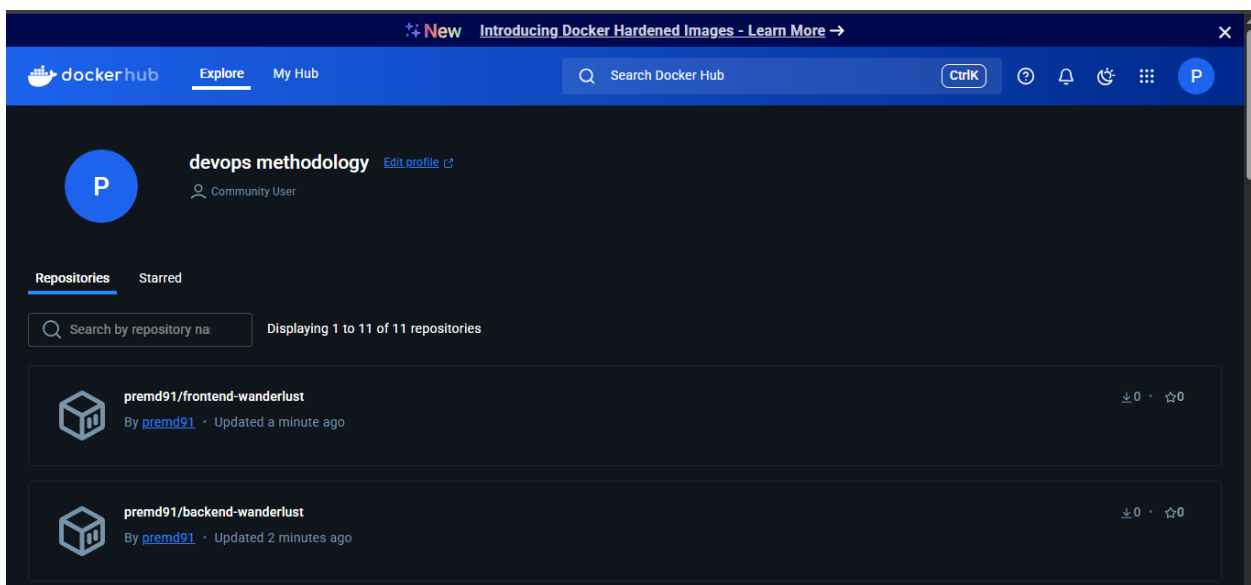 New Introducing Docker Hardened Images - Learn More →
dockerhub Explore My Hub Search Docker Hub CtrlK P
P
devops methodology Edit profile
Community User
Repositories Starred
Search by repository na Displaying 1 to 11 of 11 repositories
premd91/frontend-wanderlust 0 · 0
By premd91 · Updated a minute ago
premd91/backend-wanderlust 0 · 0
By premd91 · Updated 2 minutes ago